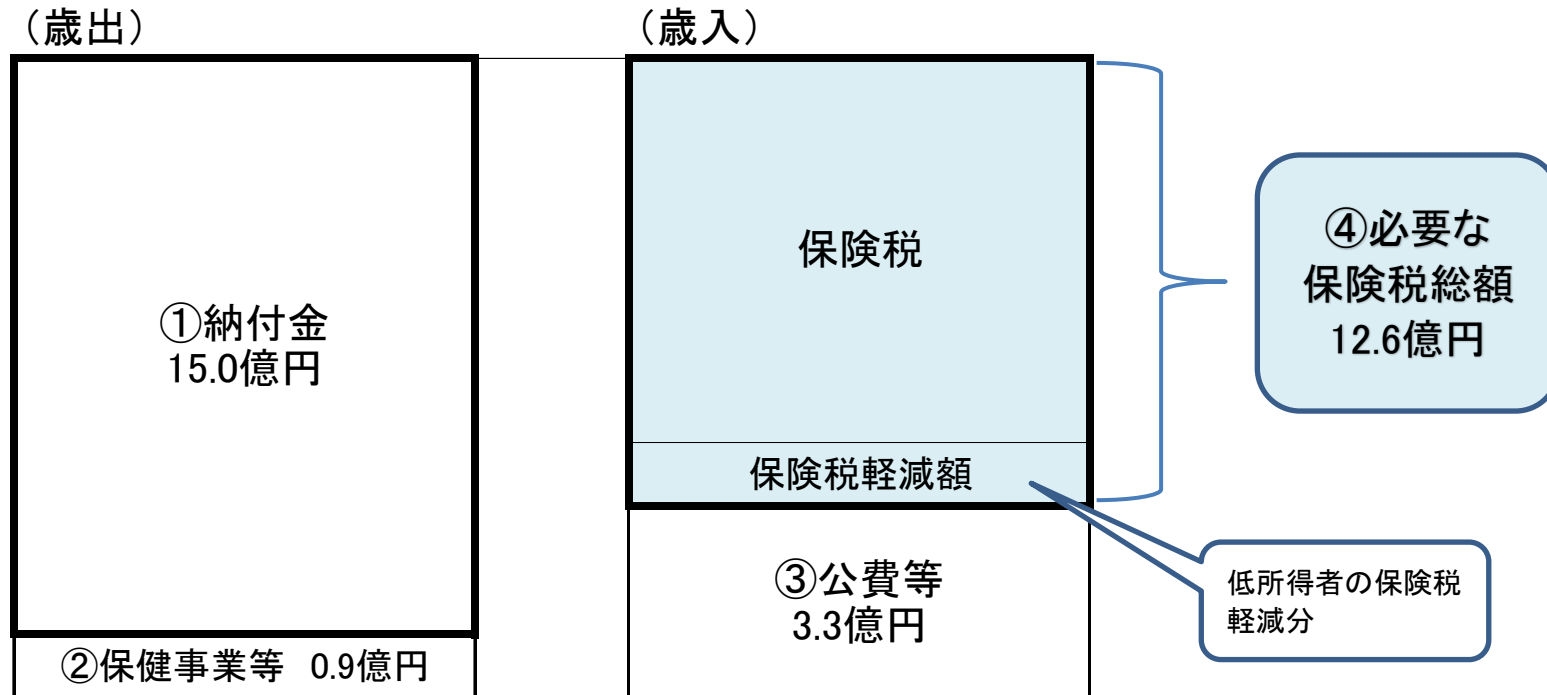 （歳出）
①納付金
15.0億円
②保健事業等 0.9億円
（歳入）
保険税
保険税軽減額
③公費等
3.3億円
④必要な
保険税総額
12.6億円
低所得者の保険税
軽減分